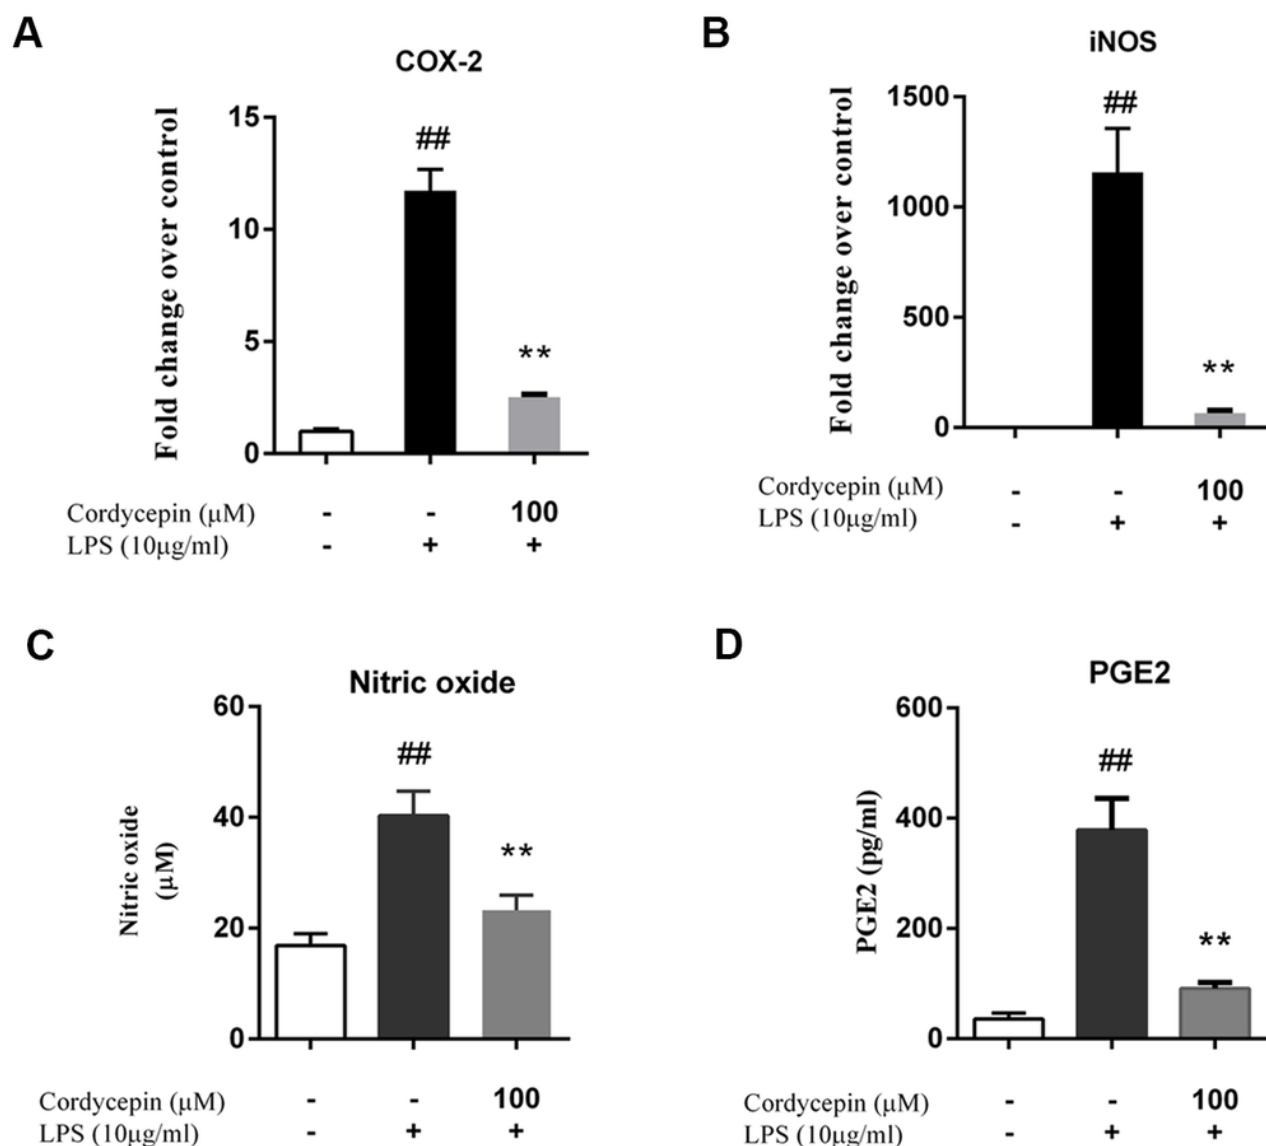 A
COX-2
Fold change over control
15
10
5
0
##
**
Cordycepin (μM) - - 100
LPS (10μg/ml) - + +
B
iNOS
Fold change over control
1500
1000
500
0
##
**
Cordycepin (μM) - - 100
LPS (10μg/ml) - + +
C
Nitric oxide
Nitric oxide
(μM)
60
40
20
0
##
**
Cordycepin (μM) - - 100
LPS (10μg/ml) - + +
D
PGE2
PGE2 (pg/ml)
600
400
200
0
##
**
Cordycepin (μM) - - 100
LPS (10μg/ml) - + +